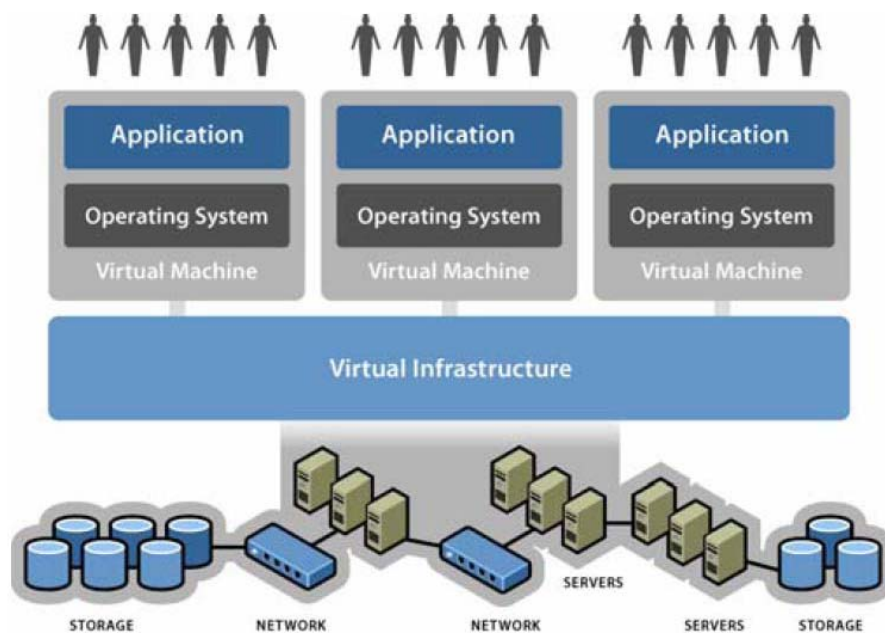 Application
Application
Application
Operating System
Operating System
Operating System
Virtual Machine
Virtual Machine
Virtual Machine
Virtual Infrastructure
SERVERS
STORAGE
NETWORK
NETWORK
SERVERS
STORAGE